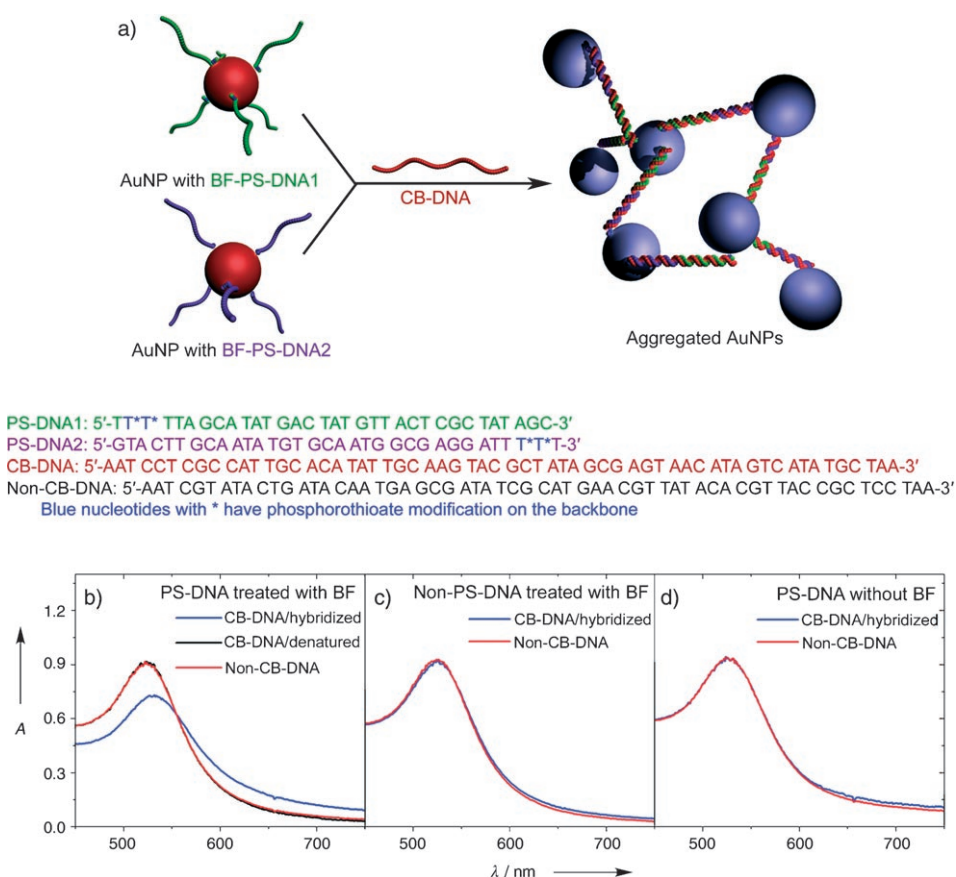 a)
AuNP with BF-PS-DNA1
CB-DNA
AuNP with BF-PS-DNA2
Aggregated AuNPs
PS-DNA1: 5′-TT*T* TTA GCA TAT GAC TAT GTT ACT CGC TAT AGC-3′
PS-DNA2: 5′-GTA CTT GCA ATA TGT GCA ATG GCG AGG ATT T*T*T-3′
CB-DNA: 5′-AAT CCT CGC CAT TGC ACA TAT TGC AAG TAC GCT ATA GCG AGT AAC ATA GTC ATA TGC TAA-3′
Non-CB-DNA: 5′-AAT CGT ATA CTG ATA CAA TGA GCG ATA TCG CAT GAA CGT TAT ACA CGT TAC CGC TCC TAA-3′
Blue nucleotides with * have phosphorothioate modification on the backbone
b) PS-DNA treated with BF
CB-DNA/hybridized
CB-DNA/denatured
Non-CB-DNA
c) Non-PS-DNA treated with BF
CB-DNA/hybridized
Non-CB-DNA
d) PS-DNA without BF
CB-DNA/hybridized
Non-CB-DNA
1.2
0.9
A
0.6
0.3
0.0
500 600 700 500 600 700 500 600 700
λ / nm